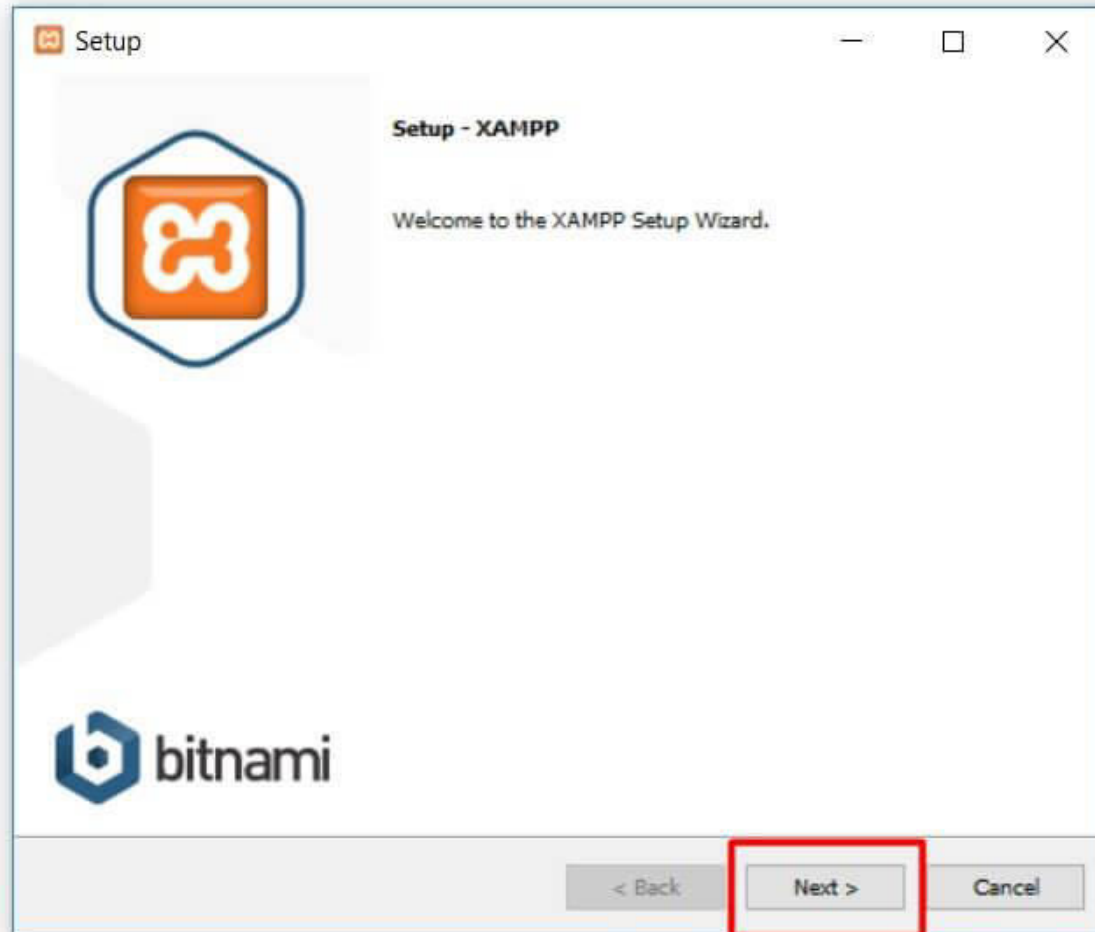 Setup
Setup - XAMPP
Welcome to the XAMPP Setup Wizard.
bitnami
< Back
Next >
Cancel